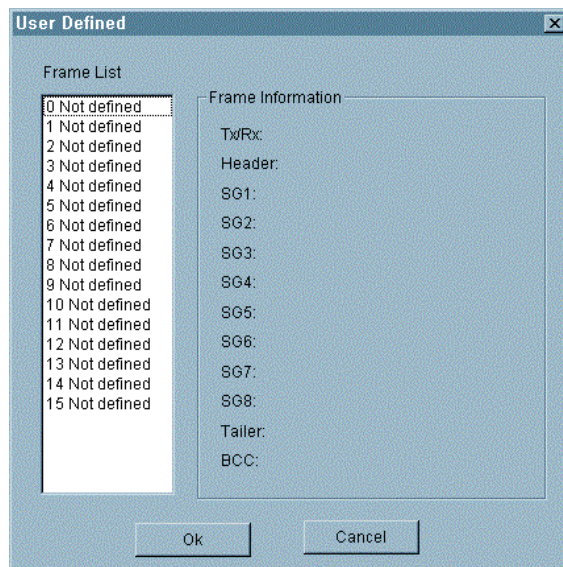 User Defined
Frame List
0 Not defined
1 Not defined
2 Not defined
3 Not defined
4 Not defined
5 Not defined
6 Not defined
7 Not defined
8 Not defined
9 Not defined
10 Not defined
11 Not defined
12 Not defined
13 Not defined
14 Not defined
15 Not defined
Frame Information
Tx/Rx:
Header:
SG1:
SG2:
SG3:
SG4:
SG5:
SG6:
SG7:
SG8:
Tailer:
BCC:
Ok
Cancel